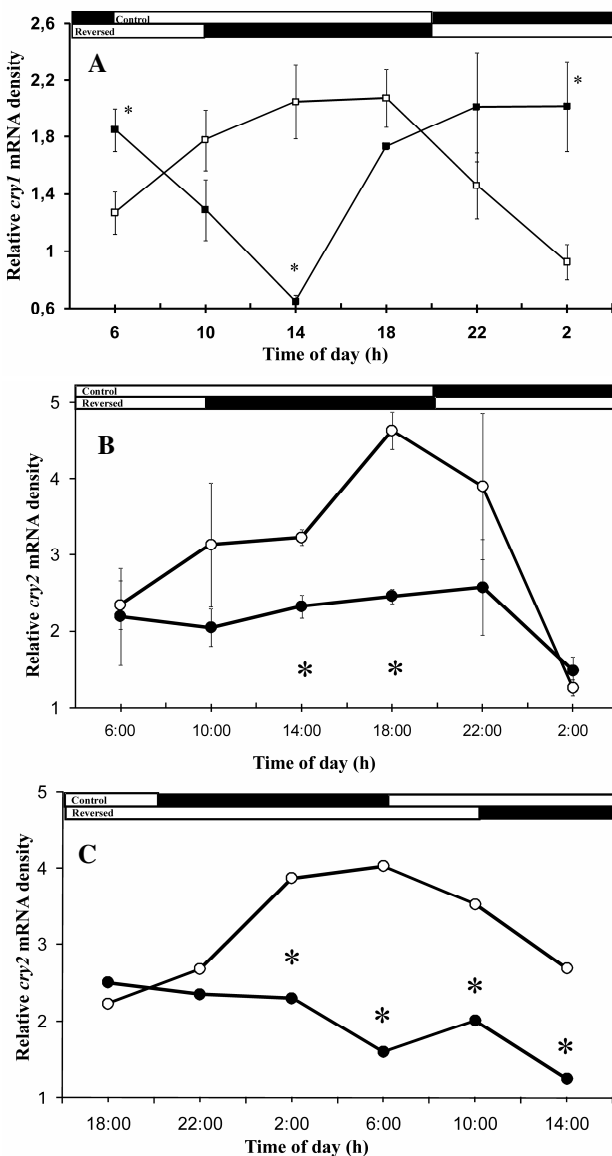 Control
Reversed
2,6
A
*
*
2,2
1,8
1,4
*
1
0,6
Relative cry1 mRNA density
6 10 14 18 22 2
Time of day (h)
Control
Reversed
5
B
4
3
2
1
Relative cry2 mRNA density
* *
6:00 10:00 14:00 18:00 22:00 2:00
Time of day (h)
Control
Reversed
5
C
4
3
2
1
Relative cry2 mRNA density
* * * *
18:00 22:00 2:00 6:00 10:00 14:00
Time of day (h)